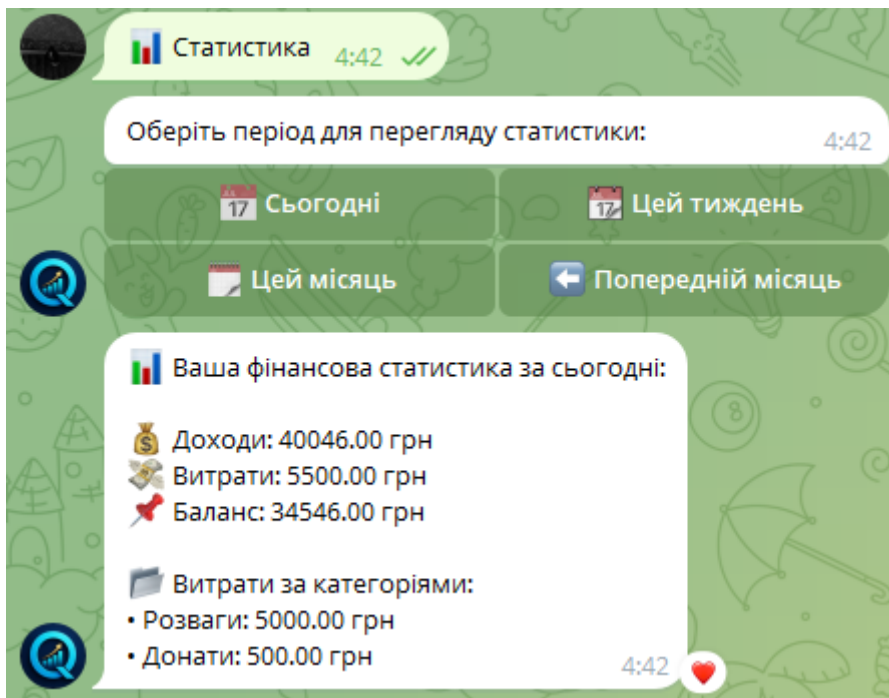 📊 Статистика 4:42
Оберіть період для перегляду статистики: 4:42
17 Сьогодні
17 Цей тиждень
Цей місяць
Попередній місяць
📊 Ваша фінансова статистика за сьогодні:
💰 Доходи: 40046.00 грн
💸 Витрати: 5500.00 грн
📌 Баланс: 34546.00 грн
📁 Витрати за категоріями:
• Розваги: 5000.00 грн
• Донати: 500.00 грн 4:42